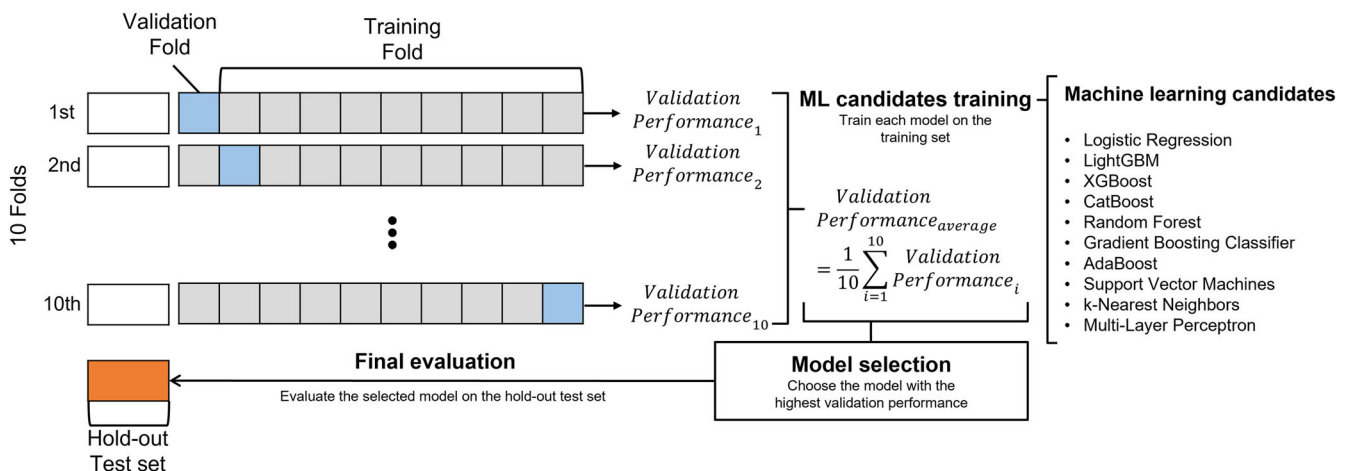 Validation
Fold
Training
Fold
10 Folds
1st
Validation
Performance₁
2nd
Validation
Performance₂
10th
Validation
Performance₁₀
ML candidates training
Train each model on the
training set
Validation
Performance_average
= 1/10 ∑_{i=1}^{10} Validation
Performance_i
Machine learning candidates
• Logistic Regression
• LightGBM
• XGBoost
• CatBoost
• Random Forest
• Gradient Boosting Classifier
• AdaBoost
• Support Vector Machines
• k-Nearest Neighbors
• Multi-Layer Perceptron
Model selection
Choose the model with the
highest validation performance
Final evaluation
Evaluate the selected model on the hold-out test set
Hold-out
Test set